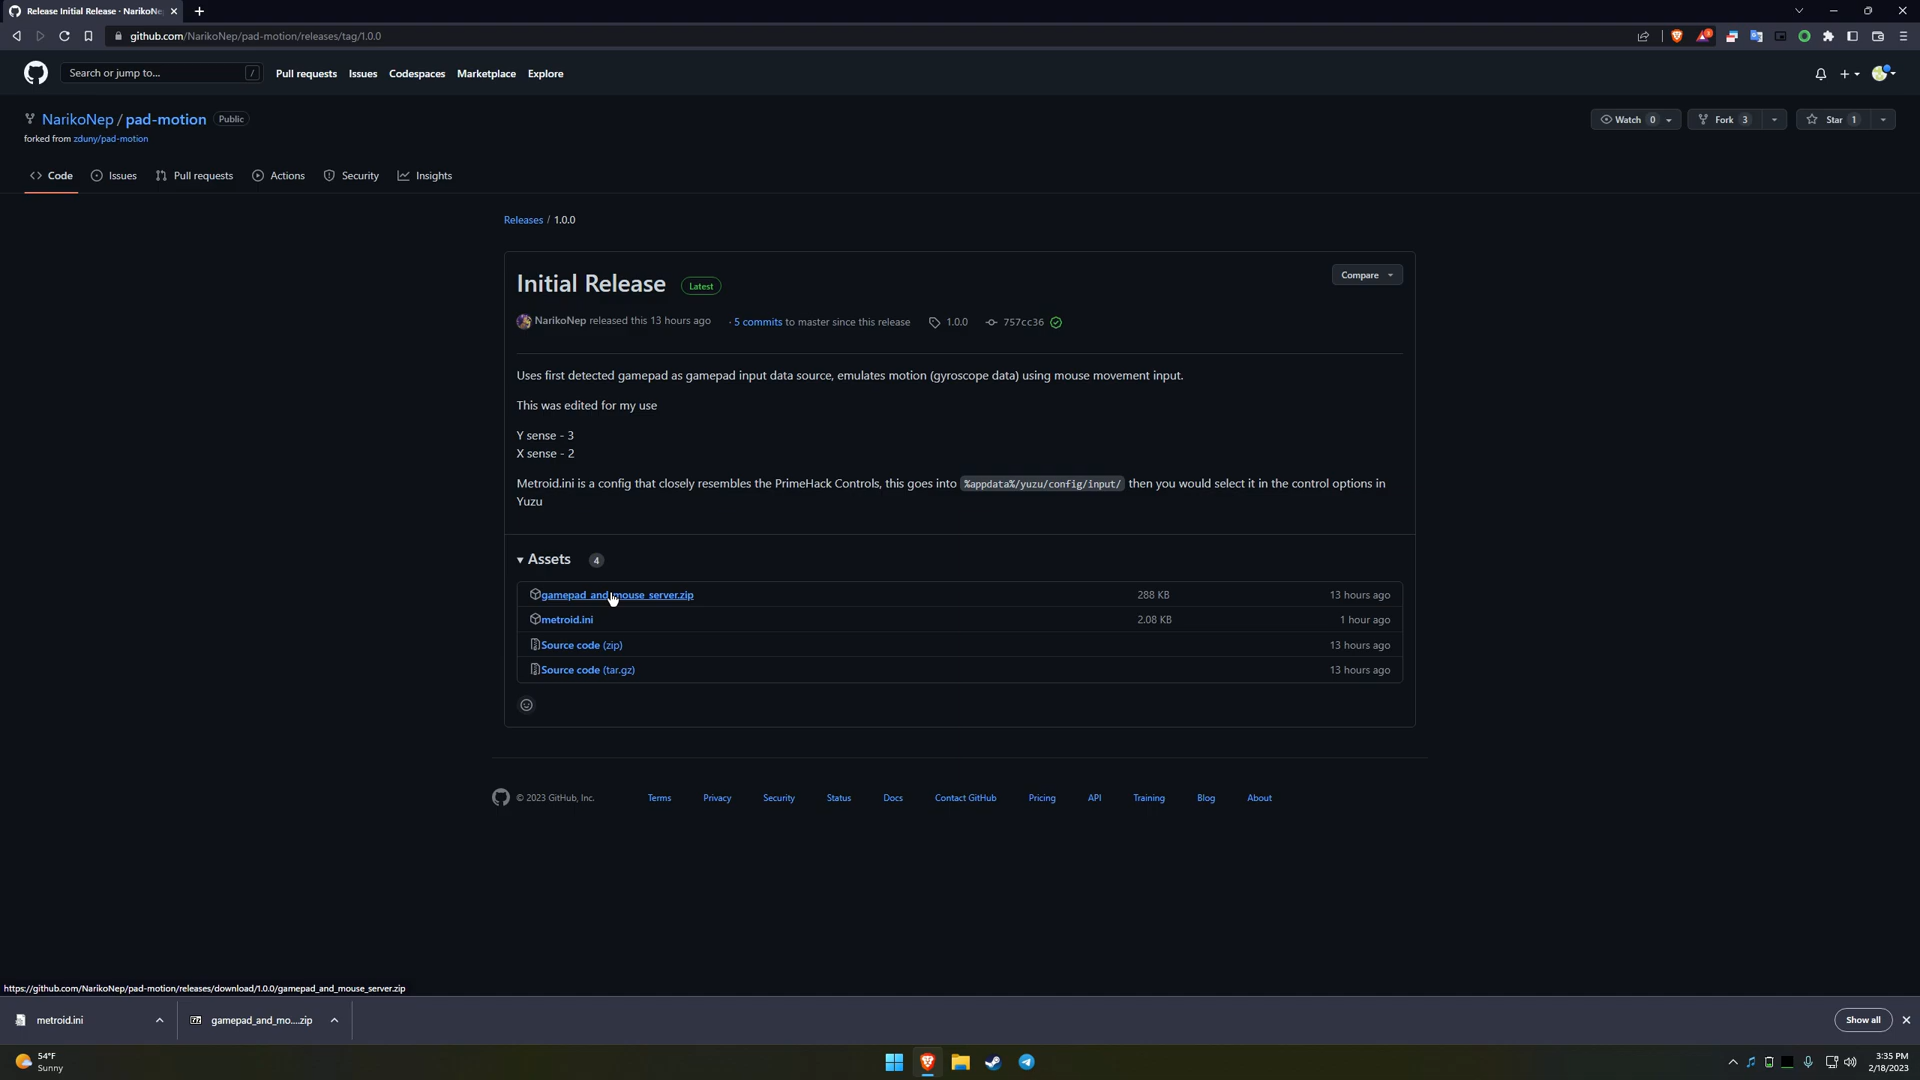 Release Initial Release · NarikoNe
github.com/NarikoNep/pad-motion/releases/tag/1.0.0
Search or jump to...
/
Pull requests
Issues
Codespaces
Marketplace
Explore
NarikoNep / pad-motion
Public
forked from zduny/pad-motion
Watch 0
Fork 3
Star 1
Code
Issues
Pull requests
Actions
Security
Insights
Releases / 1.0.0
Initial Release
Latest
Compare
NarikoNep released this 13 hours ago
· 5 commits to master since this release
1.0.0
757cc36
Uses first detected gamepad as gamepad input data source, emulates motion (gyroscope data) using mouse movement input.
This was edited for my use
Y sense - 3
X sense - 2
Metroid.ini is a config that closely resembles the PrimeHack Controls, this goes into %appdata%/yuzu/config/input/ then you would select it in the control options in
Yuzu
Assets 4
gamepad_and_mouse_server.zip 288 KB 13 hours ago
metroid.ini 2.08 KB 1 hour ago
Source code (zip) 13 hours ago
Source code (tar.gz) 13 hours ago
© 2023 GitHub, Inc.
Terms
Privacy
Security
Status
Docs
Contact GitHub
Pricing
API
Training
Blog
About
https://github.com/NarikoNep/pad-motion/releases/download/1.0.0/gamepad_and_mouse_server.zip
metroid.ini
gamepad_and_mo....zip
Show all
54°F
Sunny
3:35 PM
2/18/2023